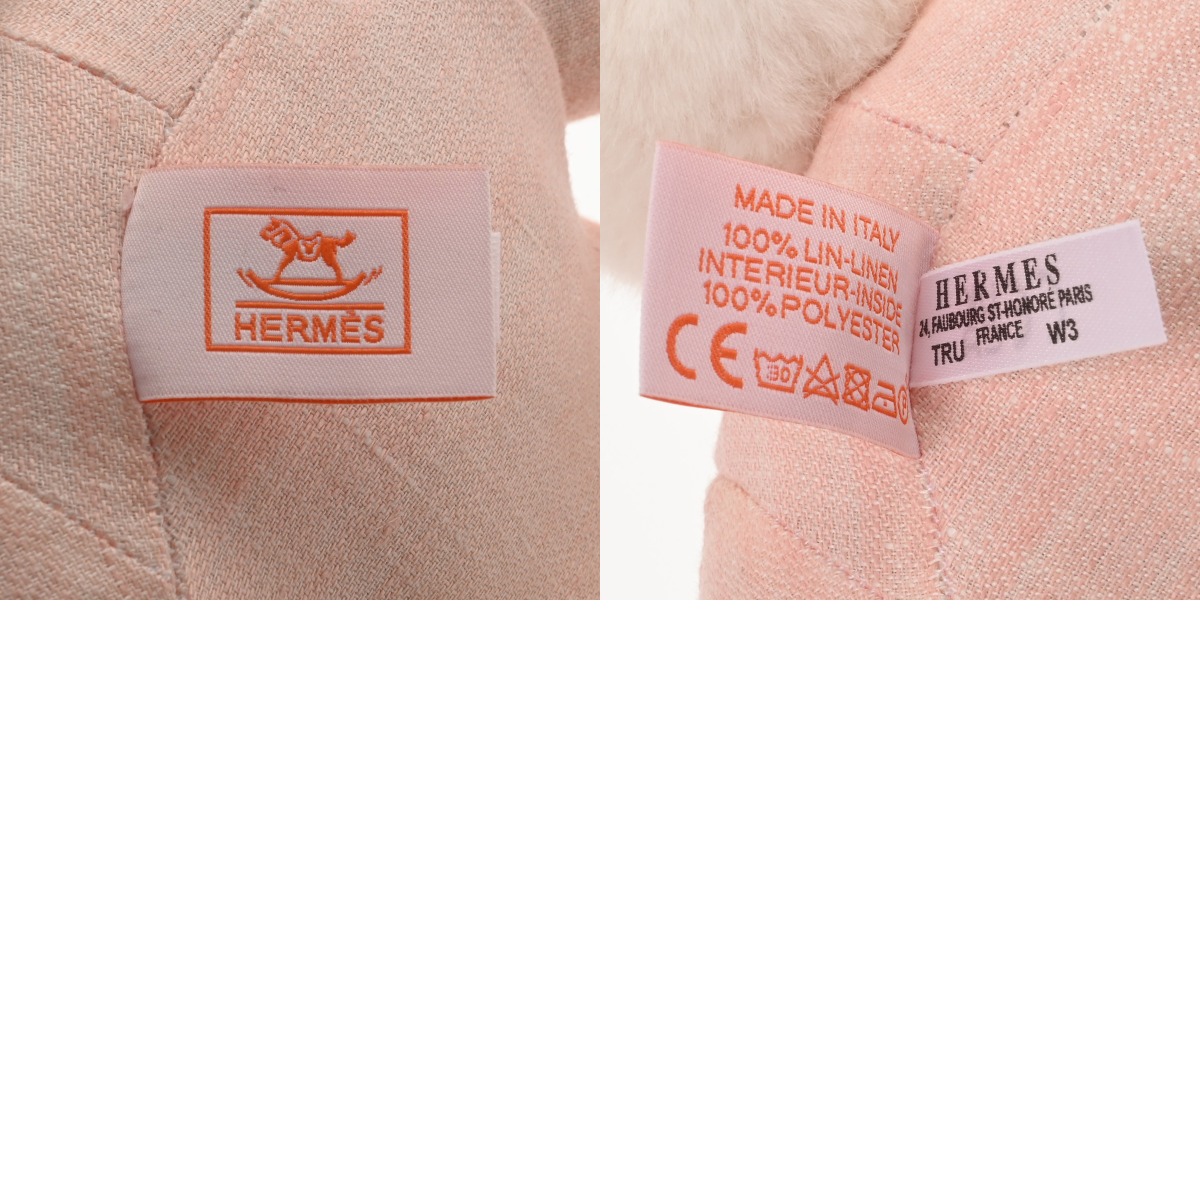 HERMÈS
MADE IN ITALY
100% LIN-LINEN
INTERIEUR-INSIDE
100% POLYESTER
CE 30
HERMES
24, FAUBOURG ST-HONORÉ PARIS
FRANCE
TRU W3